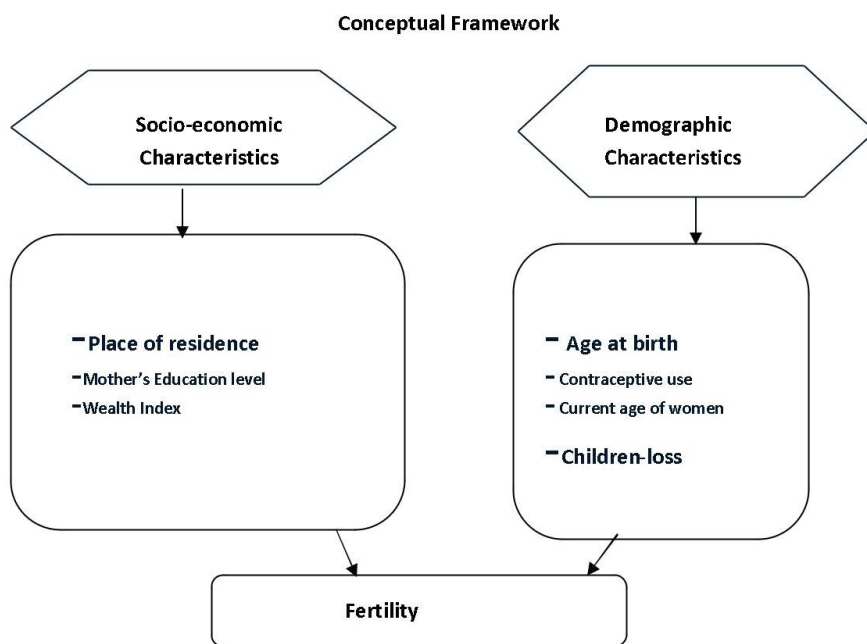 Conceptual Framework
Socio-economic
Characteristics
Demographic
Characteristics
- Place of residence
- Mother's Education level
- Wealth Index
- Age at birth
- Contraceptive use
- Current age of women
- Children-loss
Fertility